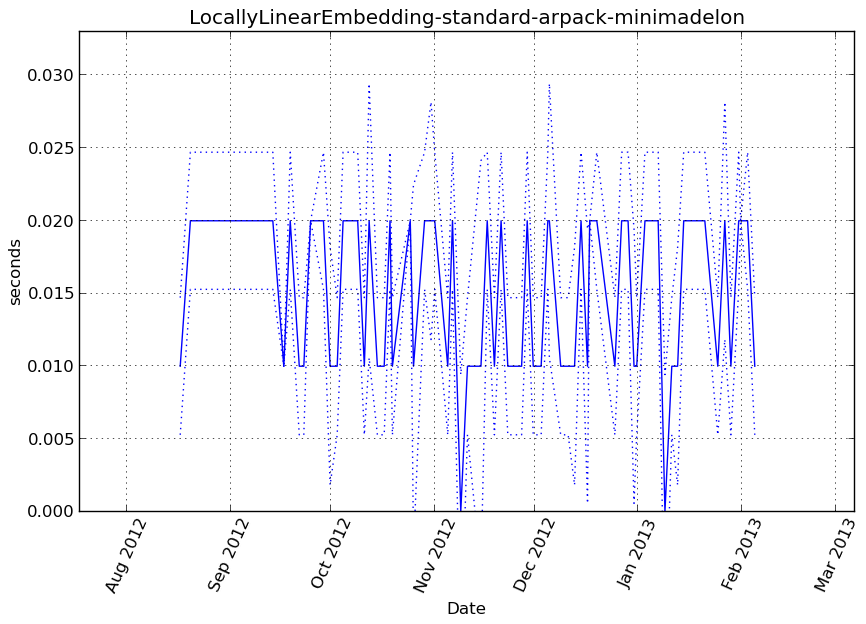 LocallyLinearEmbedding-standard-arpack-minimadelon
0.030
0.025
0.020
0.015
0.010
0.005
0.000
seconds
Aug 2012
Sep 2012
Oct 2012
Nov 2012
Dec 2012
Jan 2013
Feb 2013
Mar 2013
Date